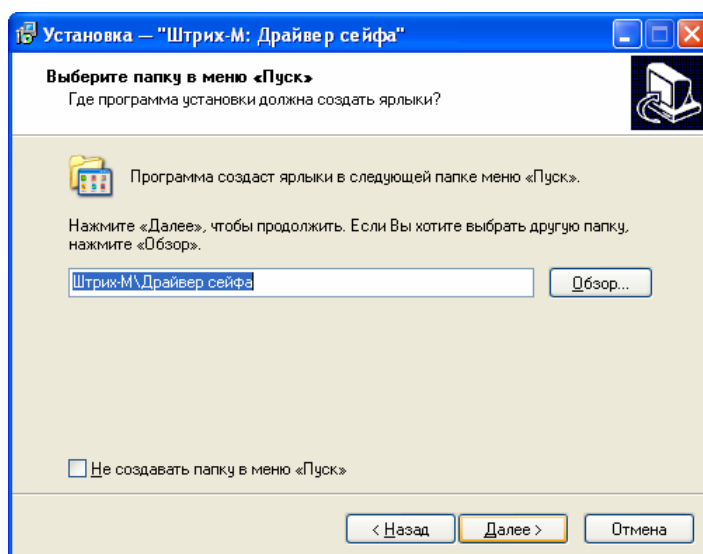 Установка — "Штрих-М: Драйвер сейфа"
Выберите папку в меню «Пуск»
Где программа установки должна создать ярлыки?
Программа создаст ярлыки в следующей папке меню «Пуск».
Нажмите «Далее», чтобы продолжить. Если Вы хотите выбрать другую папку,
нажмите «Обзор».
Штрих-М\Драйвер сейфа
Обзор...
Не создавать папку в меню «Пуск»
< Назад
Далее >
Отмена